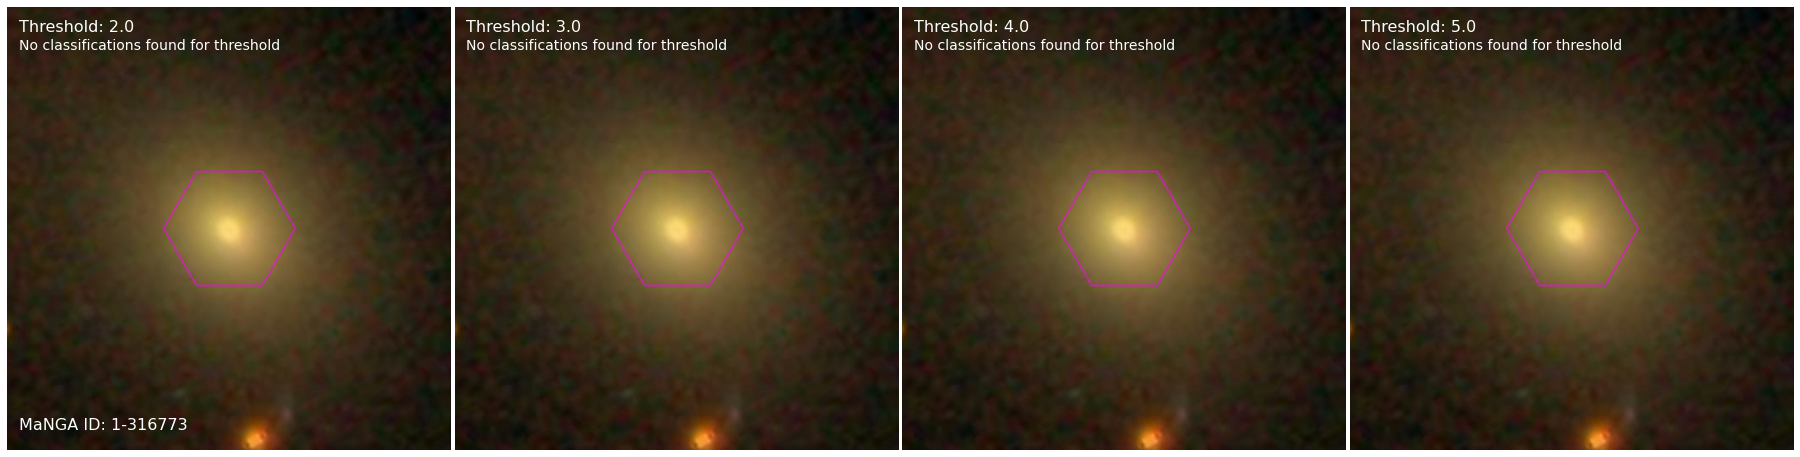 Threshold: 2.0
No classifications found for threshold
MaNGA ID: 1-316773
Threshold: 3.0
No classifications found for threshold
Threshold: 4.0
No classifications found for threshold
Threshold: 5.0
No classifications found for threshold